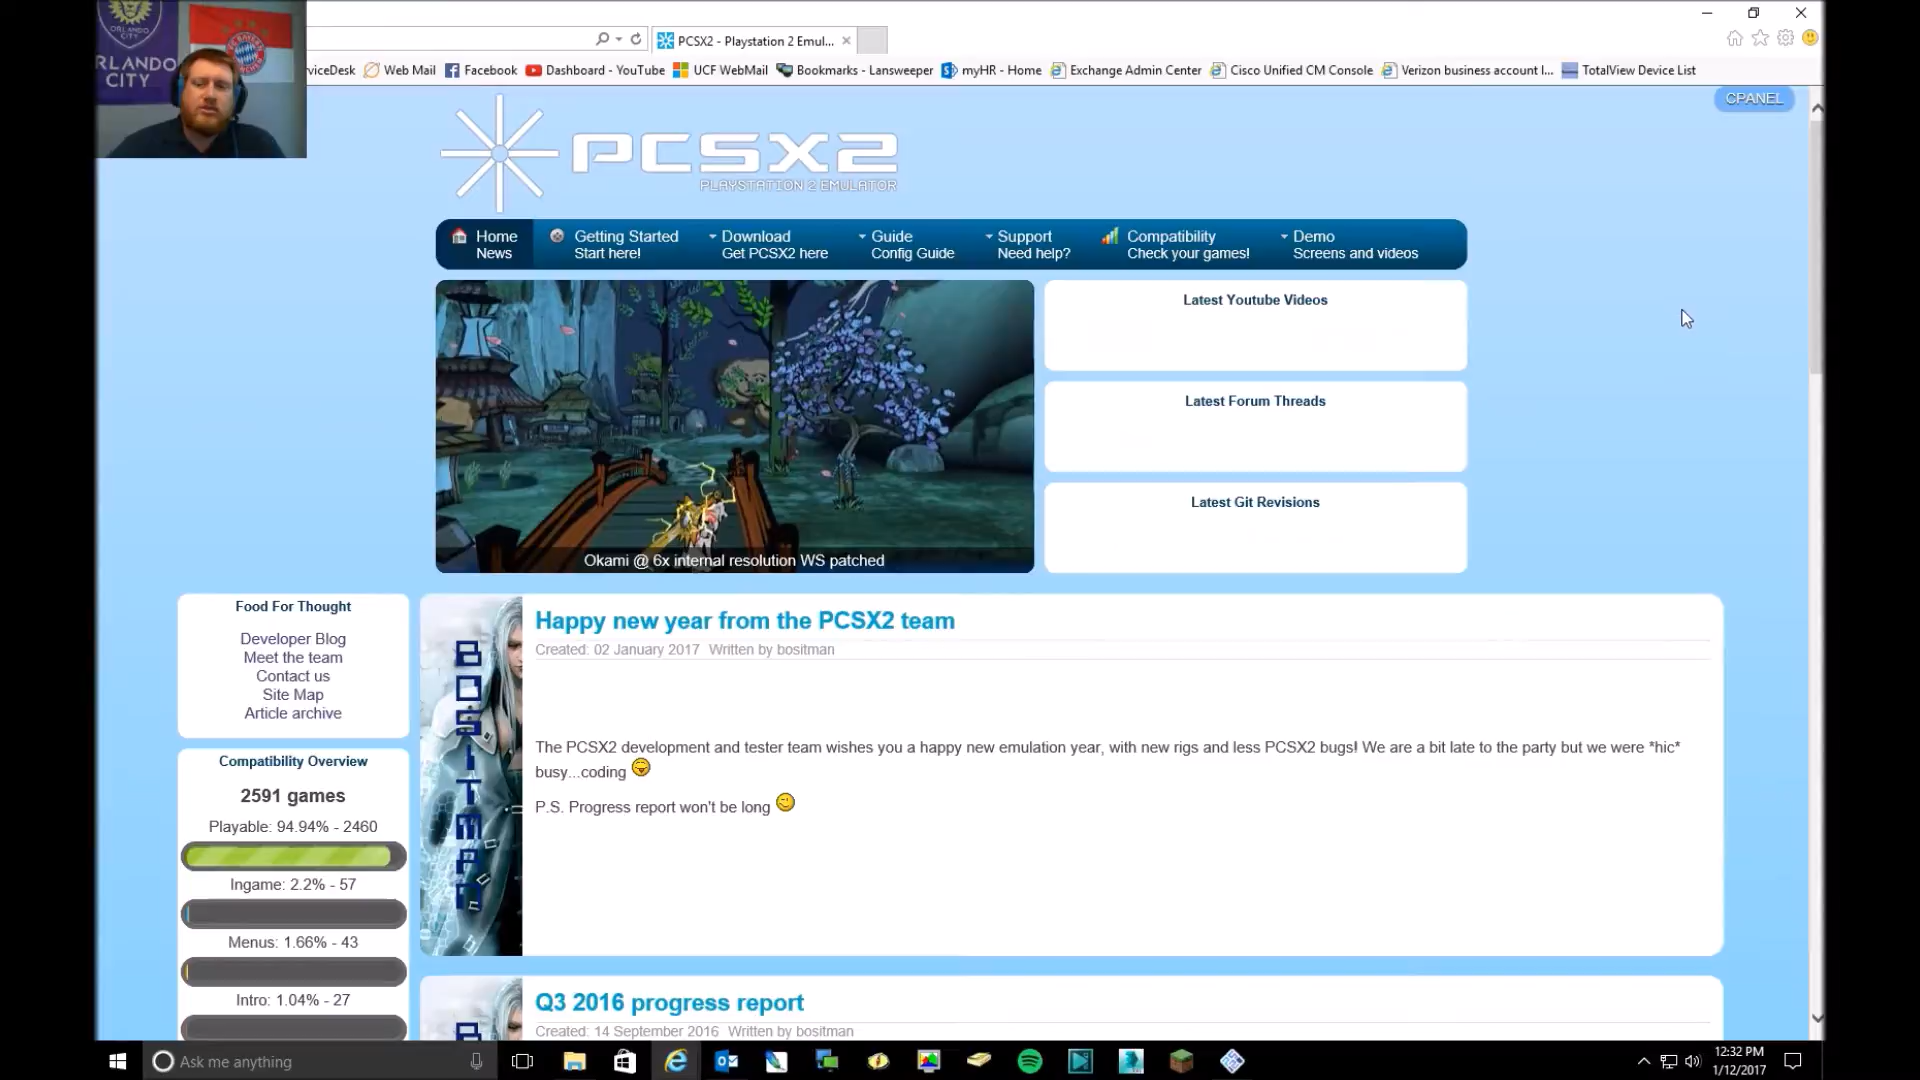 ORLANDO
CITY
RLANDO
CITY
PCSX2 - Playstation 2 Emul...
viceDesk
Web Mail
Facebook
Dashboard - YouTube
UCF WebMail
Bookmarks - Lansweeper
myHR - Home
Exchange Admin Center
Cisco Unified CM Console
Verizon business account l...
TotalView Device List
CPANEL
PCSX2
PLAYSTATION 2 EMULATOR
Home
News
Getting Started
Start here!
Download
Get PCSX2 here
Guide
Config Guide
Support
Need help?
Compatibility
Check your games!
Demo
Screens and videos
Okami @ 6x internal resolution WS patched
Latest Youtube Videos
Latest Forum Threads
Latest Git Revisions
Food For Thought
Developer Blog
Meet the team
Contact us
Site Map
Article archive
Compatibility Overview
2591 games
Playable: 94.94% - 2460
Ingame: 2.2% - 57
Menus: 1.66% - 43
Intro: 1.04% - 27
BOSITMAN
Happy new year from the PCSX2 team
Created: 02 January 2017 Written by bositman
The PCSX2 development and tester team wishes you a happy new emulation year, with new rigs and less PCSX2 bugs! We are a bit late to the party but we were *hic*
busy...coding
P.S. Progress report won't be long
Q3 2016 progress report
Created: 14 September 2016 Written by bositman
Ask me anything
12:32 PM
1/12/2017